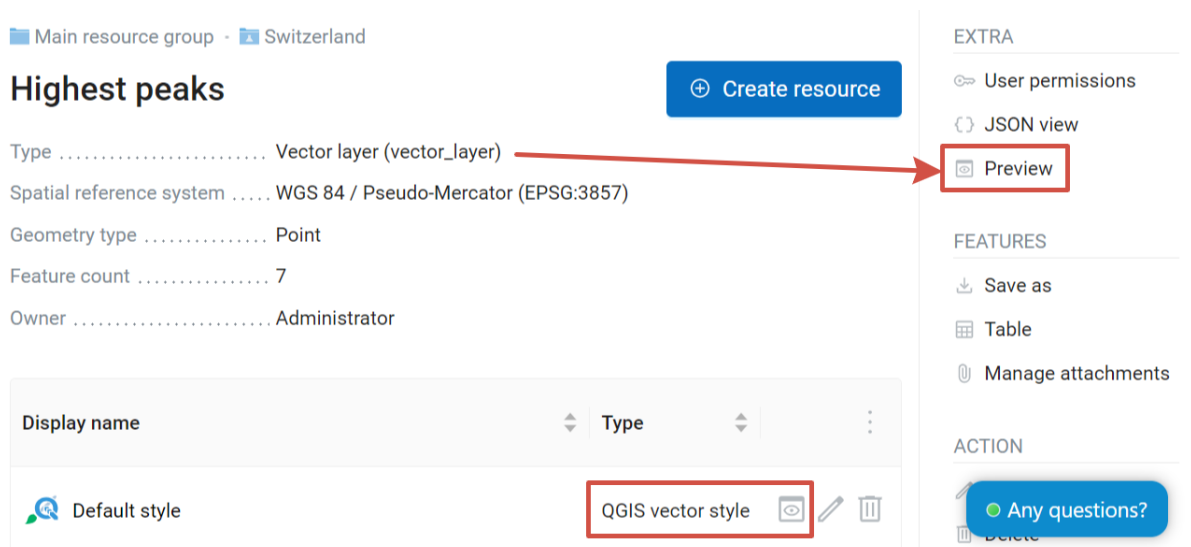 Main resource group · Switzerland
Highest peaks
Create resource
Type ........................ Vector layer (vector_layer)
Spatial reference system ..... WGS 84 / Pseudo-Mercator (EPSG:3857)
Geometry type ............... Point
Feature count ................ 7
Owner ........................ Administrator
Display name Type
Default style QGIS vector style
EXTRA
User permissions
JSON view
Preview
FEATURES
Save as
Table
Manage attachments
ACTION
Any questions?
Delete